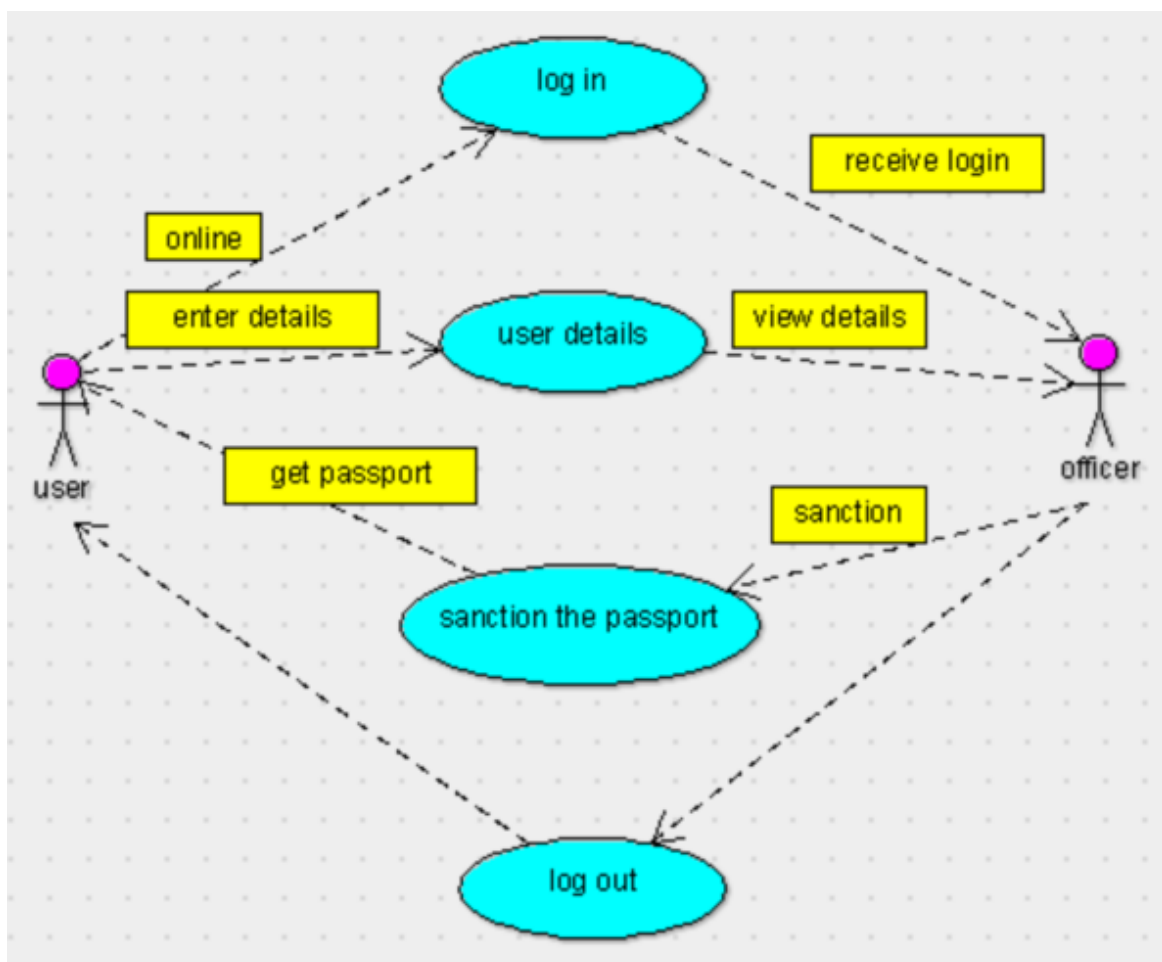 log in
receive login
online
enter details
user details
view details
user
officer
get passport
sanction
sanction the passport
log out